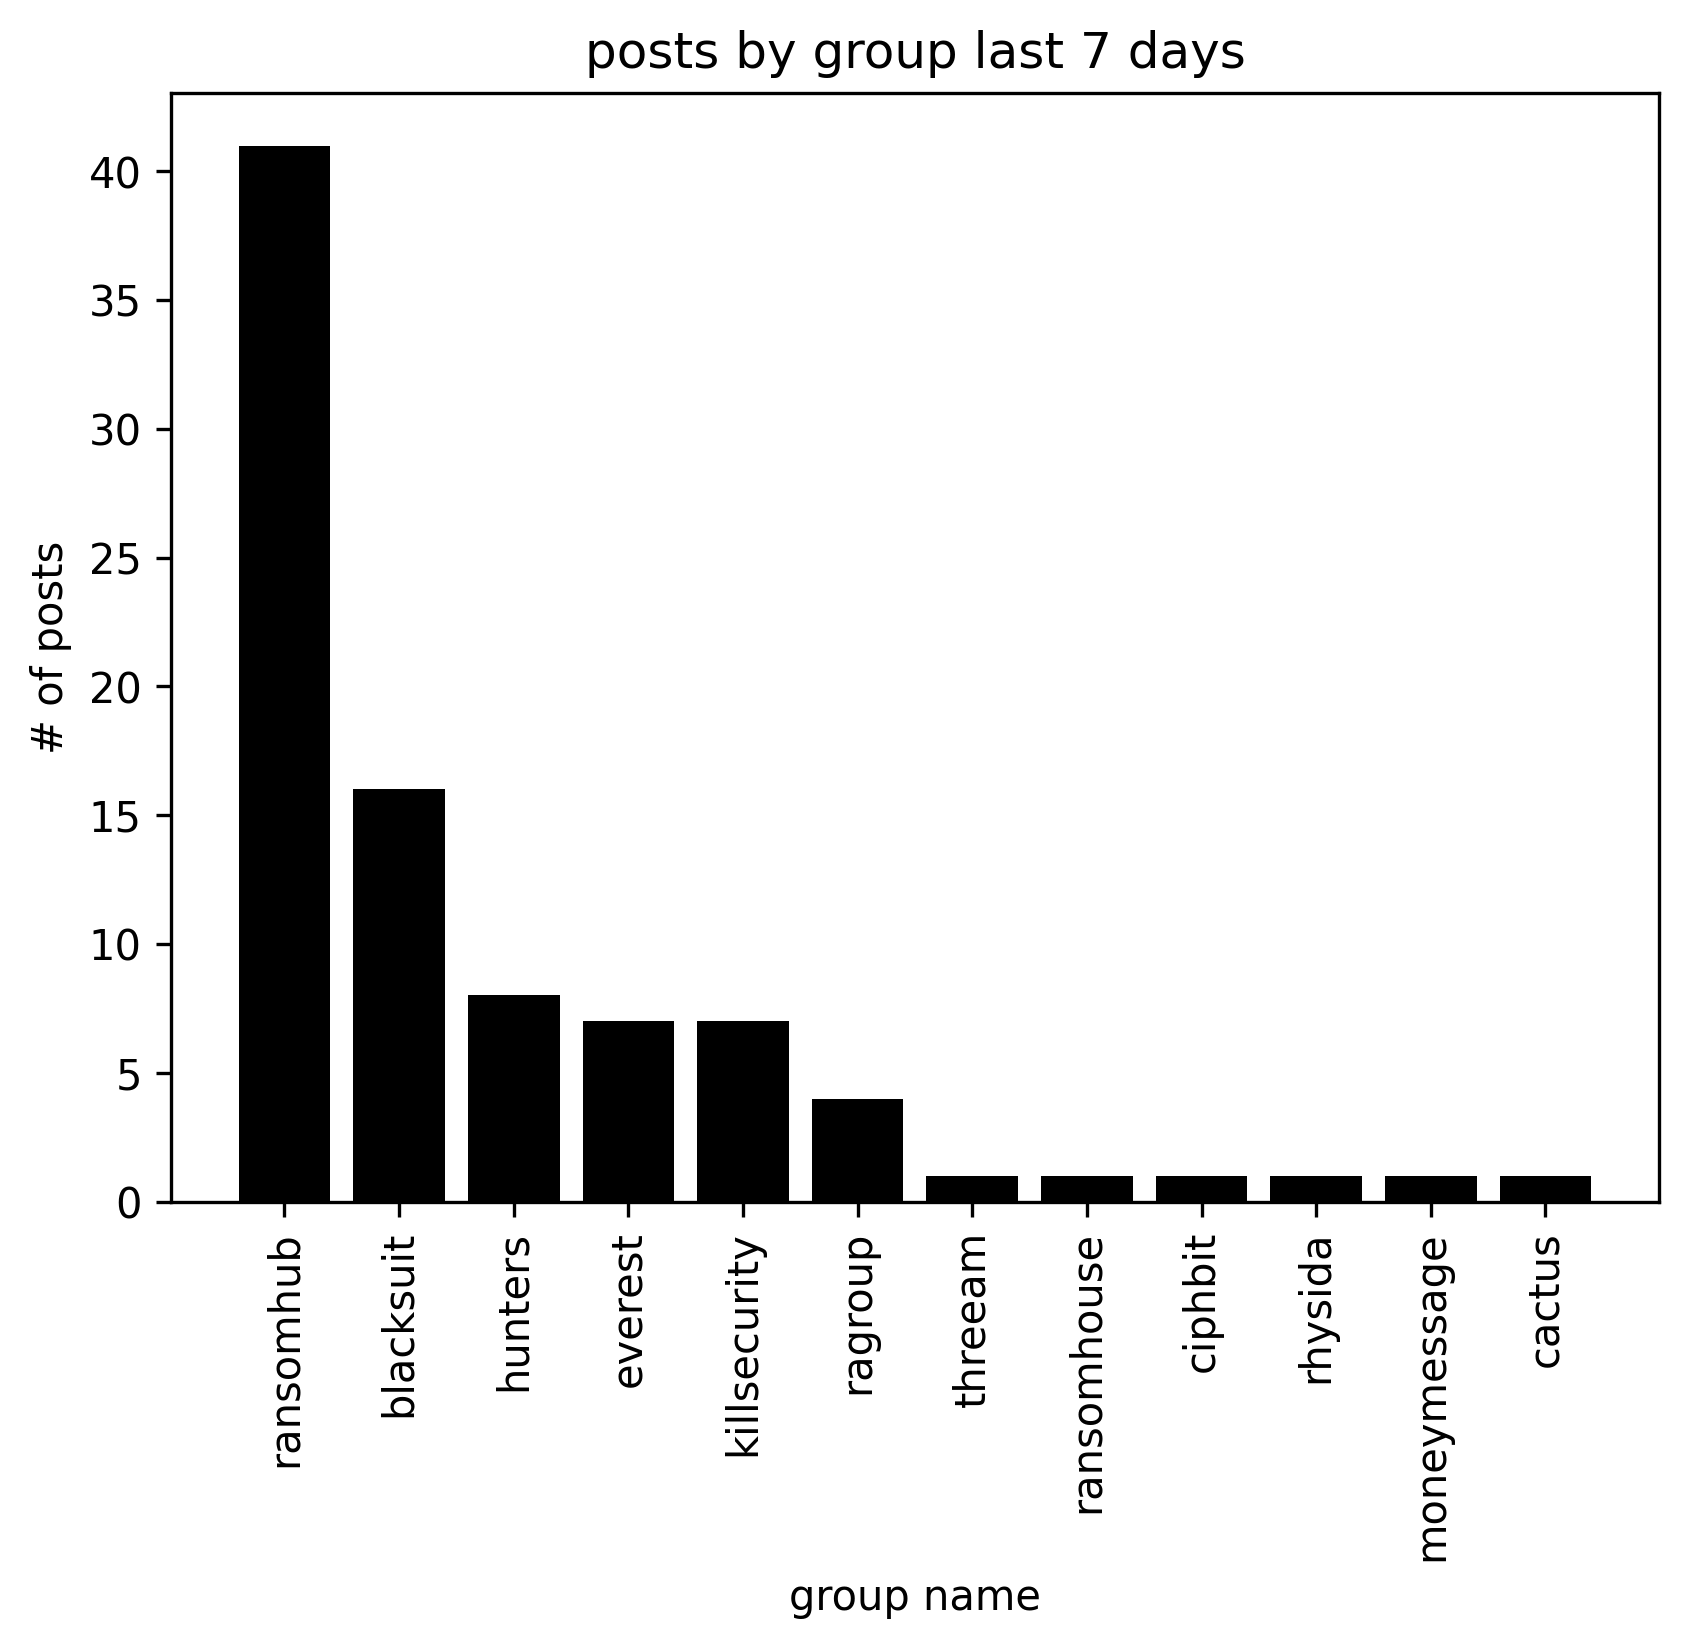 posts by group last 7 days
# of posts
40
35
30
25
20
15
10
5
0
ransomhub
blacksuit
hunters
everest
killsecurity
ragroup
threeam
ransomhouse
ciphbit
rhysida
moneymessage
cactus
group name